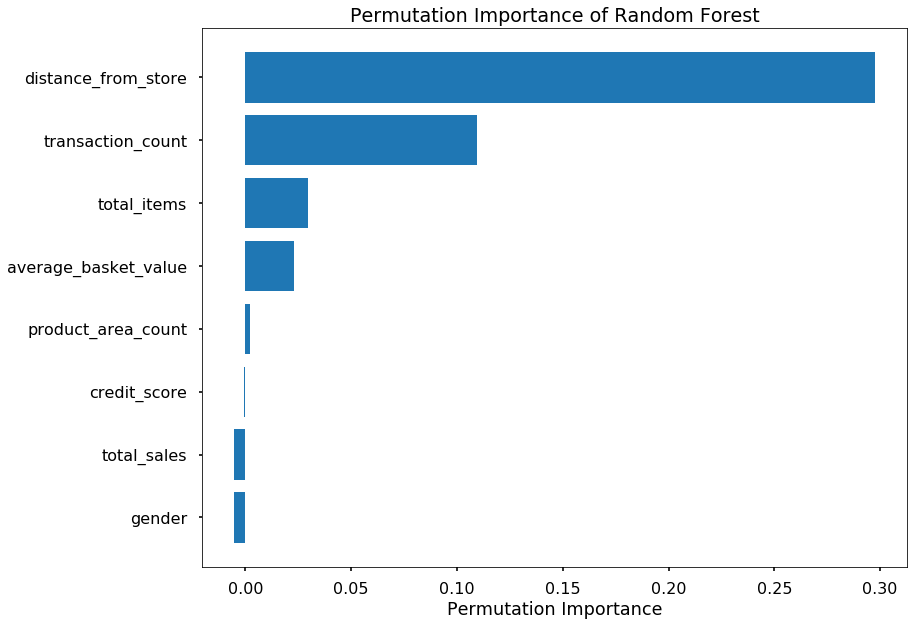 Permutation Importance of Random Forest
distance_from_store
transaction_count
total_items
average_basket_value
product_area_count
credit_score
total_sales
gender
0.00 0.05 0.10 0.15 0.20 0.25 0.30
Permutation Importance